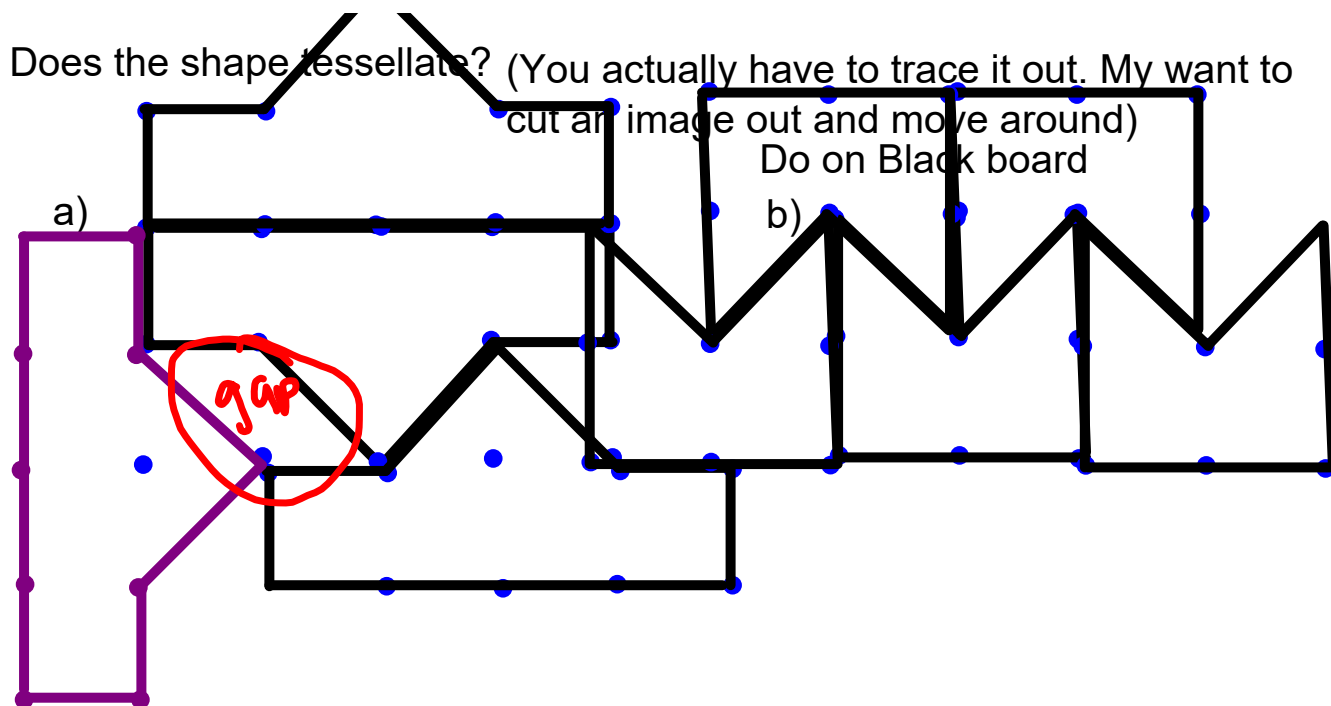 Does the shape tessellate?
(You actually have to trace it out. My want to
cut an image out and move around)
Do on Black board
a)
b)
gap